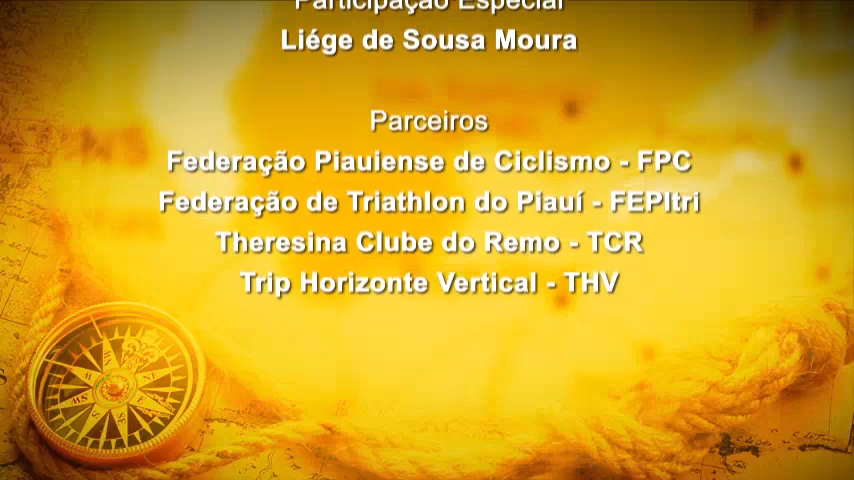 Participação Especial
Liége de Sousa Moura
Parceiros
Federação Piauiense de Ciclismo - FPC
Federação de Triathlon do Piauí - FEPItri
Theresina Clube do Remo - TCR
Trip Horizonte Vertical - THV